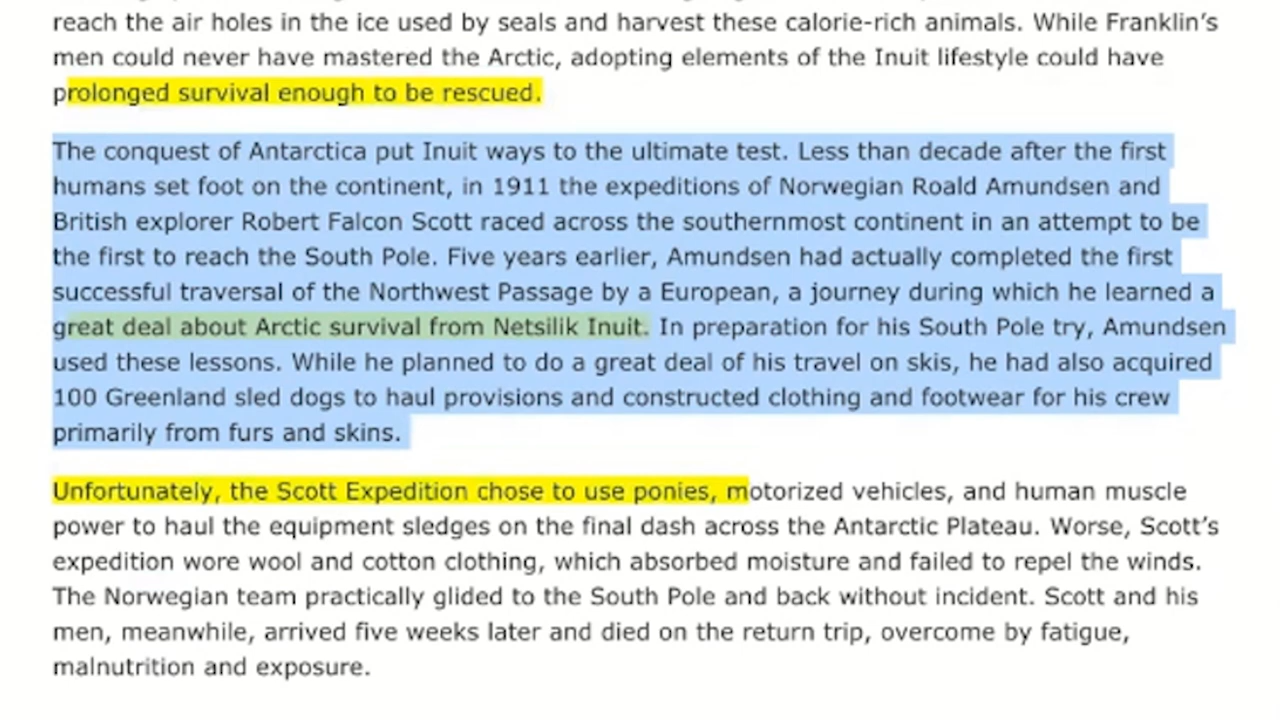 reach the air holes in the ice used by seals and harvest these calorie-rich animals. While Franklin's
men could never have mastered the Arctic, adopting elements of the Inuit lifestyle could have
prolonged survival enough to be rescued.
The conquest of Antarctica put Inuit ways to the ultimate test. Less than decade after the first
humans set foot on the continent, in 1911 the expeditions of Norwegian Roald Amundsen and
British explorer Robert Falcon Scott raced across the southernmost continent in an attempt to be
the first to reach the South Pole. Five years earlier, Amundsen had actually completed the first
successful traversal of the Northwest Passage by a European, a journey during which he learned a
great deal about Arctic survival from Netsilik Inuit. In preparation for his South Pole try, Amundsen
used these lessons. While he planned to do a great deal of his travel on skis, he had also acquired
100 Greenland sled dogs to haul provisions and constructed clothing and footwear for his crew
primarily from furs and skins.
Unfortunately, the Scott Expedition chose to use ponies, motorized vehicles, and human muscle
power to haul the equipment sledges on the final dash across the Antarctic Plateau. Worse, Scott's
expedition wore wool and cotton clothing, which absorbed moisture and failed to repel the winds.
The Norwegian team practically glided to the South Pole and back without incident. Scott and his
men, meanwhile, arrived five weeks later and died on the return trip, overcome by fatigue,
malnutrition and exposure.